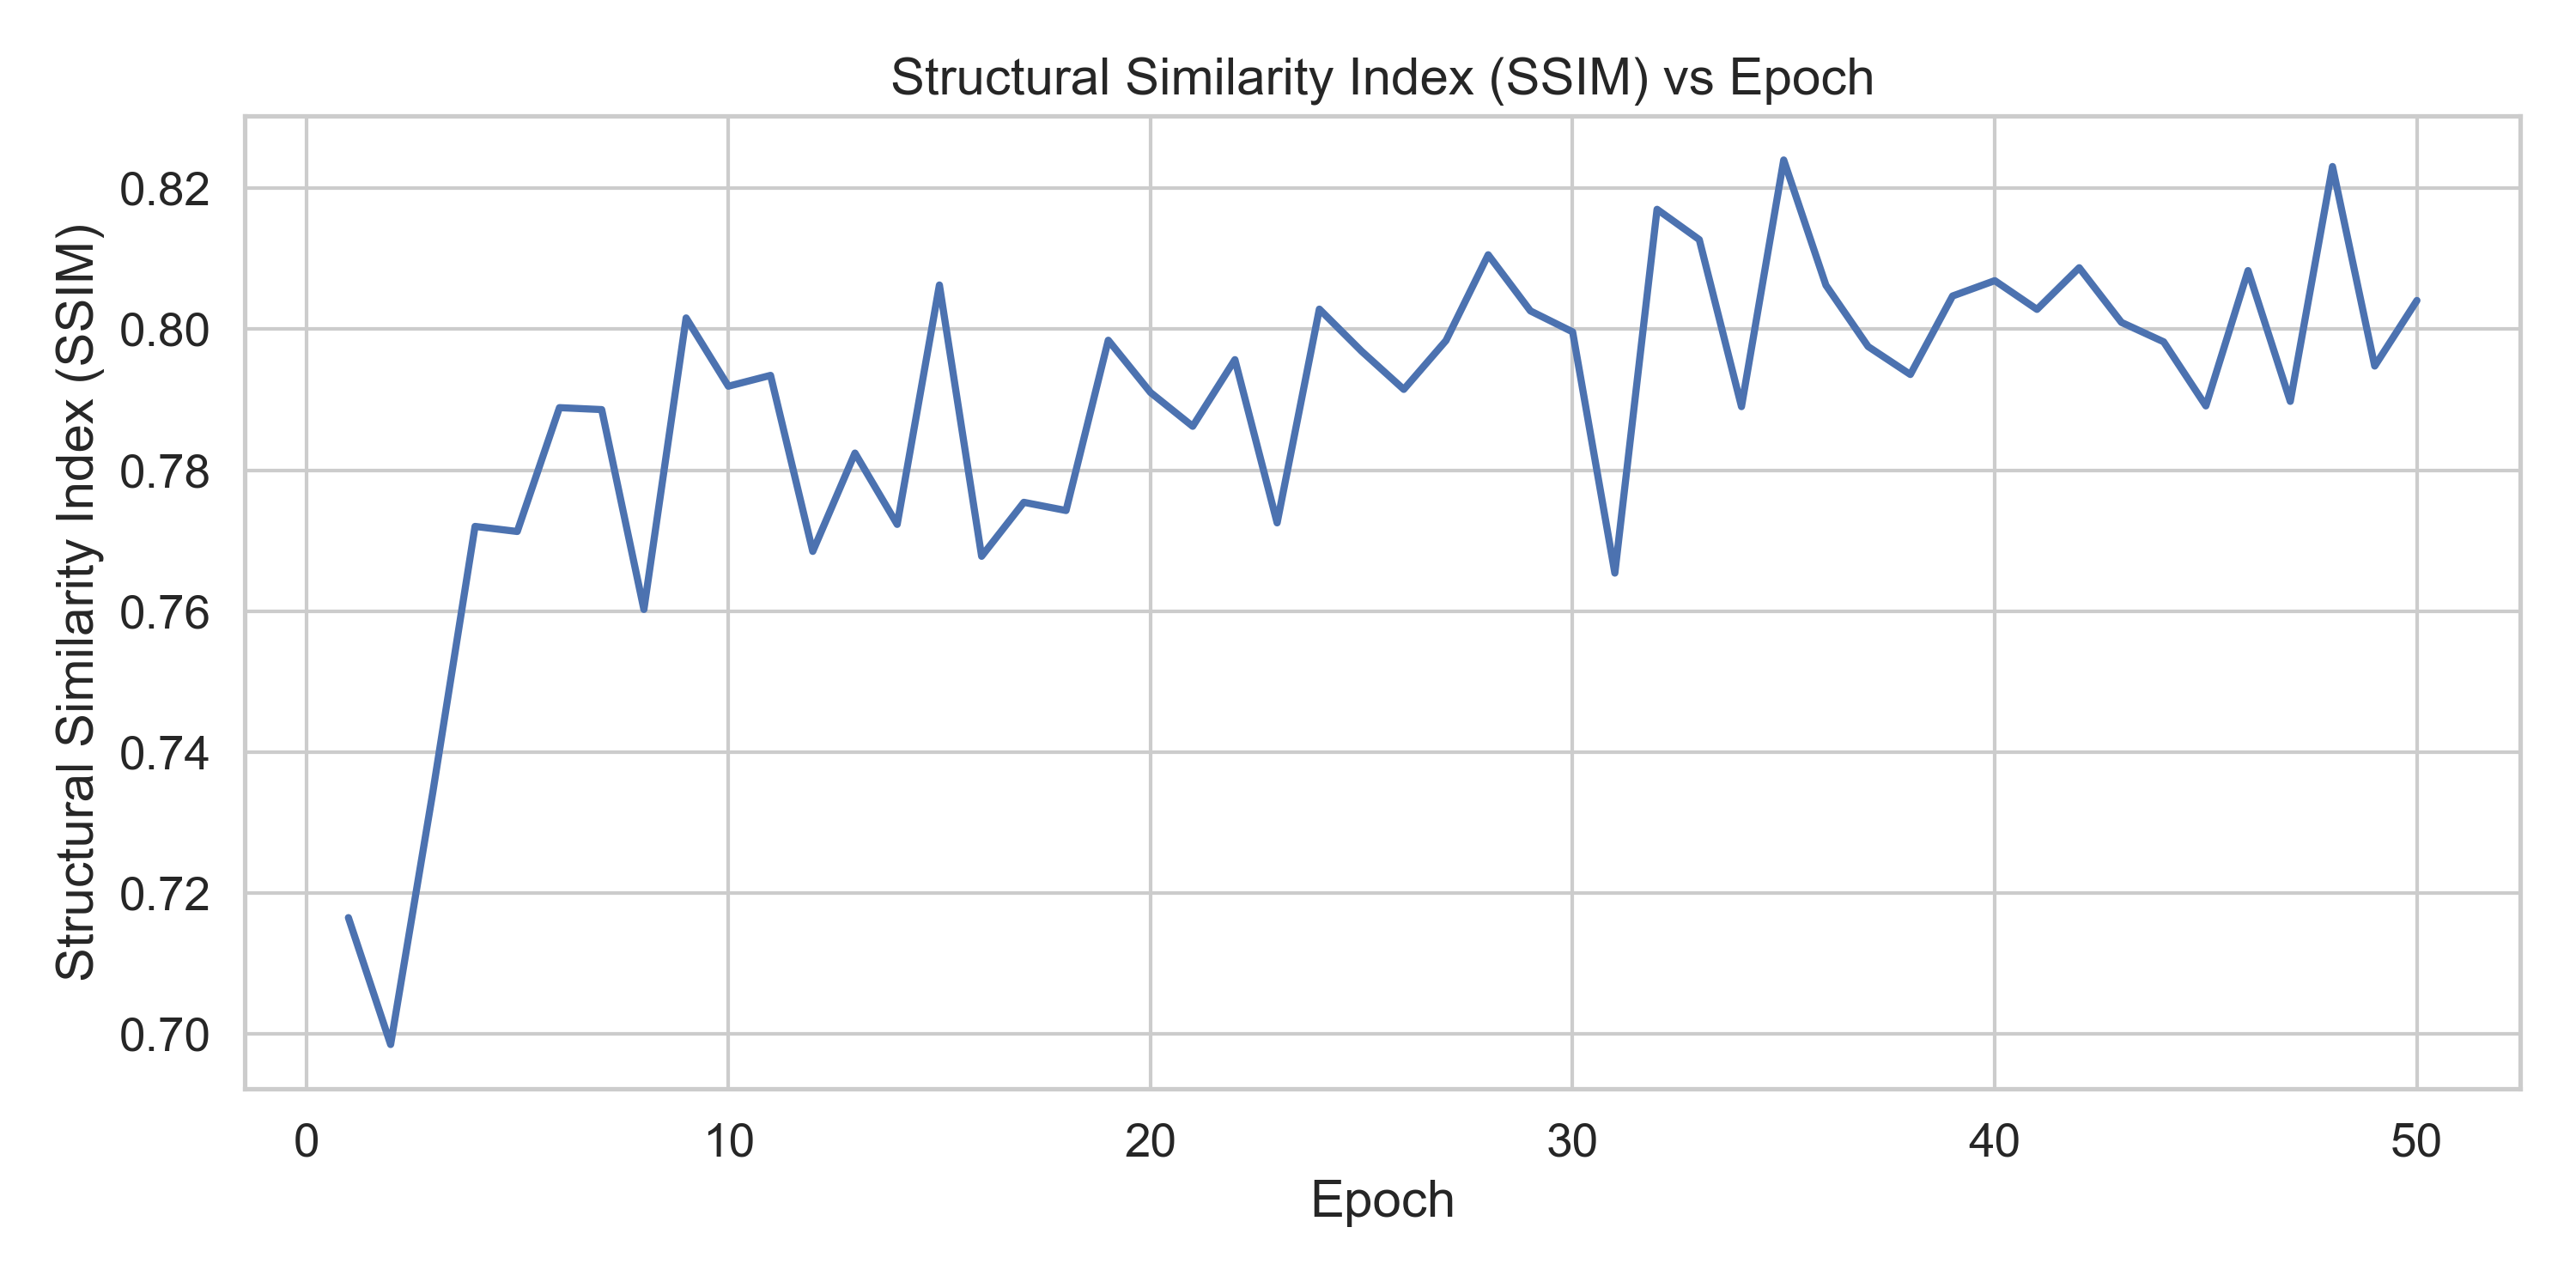 Structural Similarity Index (SSIM) vs Epoch
Structural Similarity Index (SSIM)
0.82
0.80
0.78
0.76
0.74
0.72
0.70
0 10 20 30 40 50
Epoch